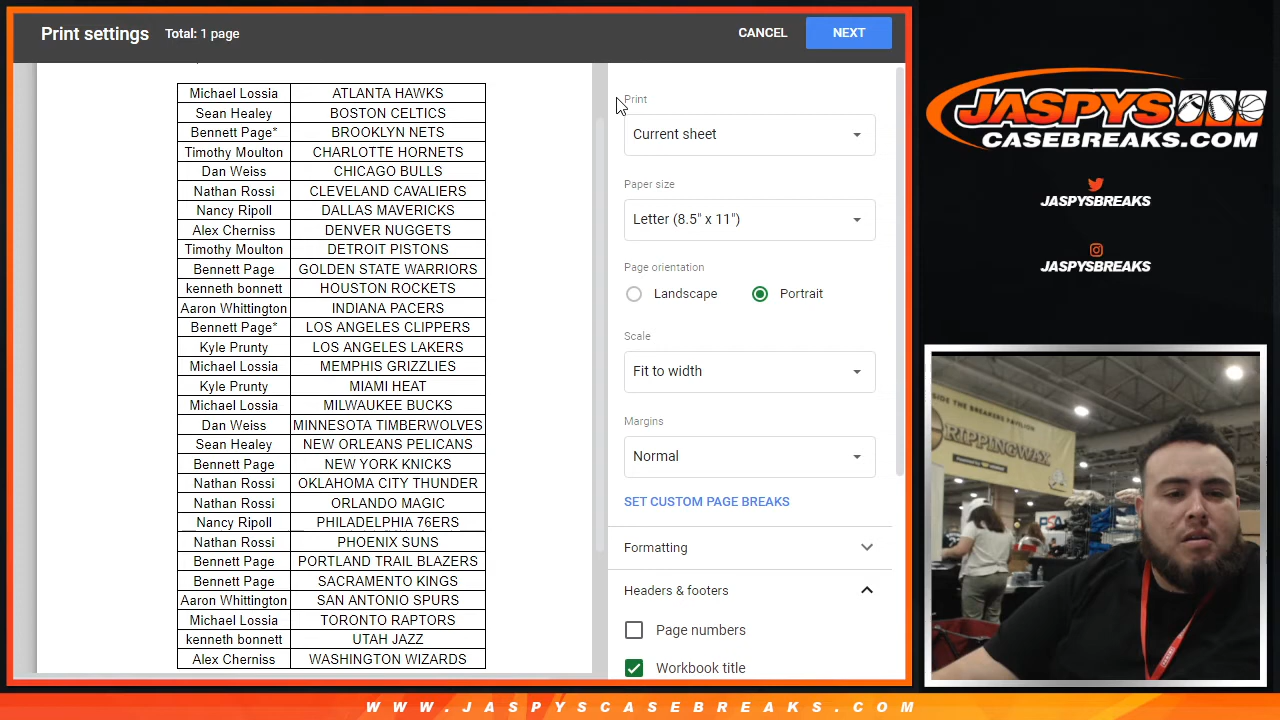 Print settings Total: 1 page CANCEL NEXT
Michael Lossia ATLANTA HAWKS
Sean Healey BOSTON CELTICS
Bennett Page* BROOKLYN NETS
Timothy Moulton CHARLOTTE HORNETS
Dan Weiss CHICAGO BULLS
Nathan Rossi CLEVELAND CAVALIERS
Nancy Ripoll DALLAS MAVERICKS
Alex Cherniss DENVER NUGGETS
Timothy Moulton DETROIT PISTONS
Bennett Page GOLDEN STATE WARRIORS
kenneth bonnett HOUSTON ROCKETS
Aaron Whittington INDIANA PACERS
Bennett Page* LOS ANGELES CLIPPERS
Kyle Prunty LOS ANGELES LAKERS
Michael Lossia MEMPHIS GRIZZLIES
Kyle Prunty MIAMI HEAT
Michael Lossia MILWAUKEE BUCKS
Dan Weiss MINNESOTA TIMBERWOLVES
Sean Healey NEW ORLEANS PELICANS
Bennett Page NEW YORK KNICKS
Nathan Rossi OKLAHOMA CITY THUNDER
Nathan Rossi ORLANDO MAGIC
Nancy Ripoll PHILADELPHIA 76ERS
Nathan Rossi PHOENIX SUNS
Bennett Page PORTLAND TRAIL BLAZERS
Bennett Page SACRAMENTO KINGS
Aaron Whittington SAN ANTONIO SPURS
Michael Lossia TORONTO RAPTORS
kenneth bonnett UTAH JAZZ
Alex Cherniss WASHINGTON WIZARDS
Print
Current sheet
Paper size
Letter (8.5" x 11")
Page orientation
Landscape Portrait
Scale
Fit to width
Margins
Normal
SET CUSTOM PAGE BREAKS
Formatting
Headers & footers
Page numbers
Workbook title
JASPYS
CASEBREAKS.COM
JASPYSBREAKS
JASPYSBREAKS
THE BREAKERS PAVILION
RIPPINGWAX
PSA
WWW.JASPYSCASEBREAKS.COM